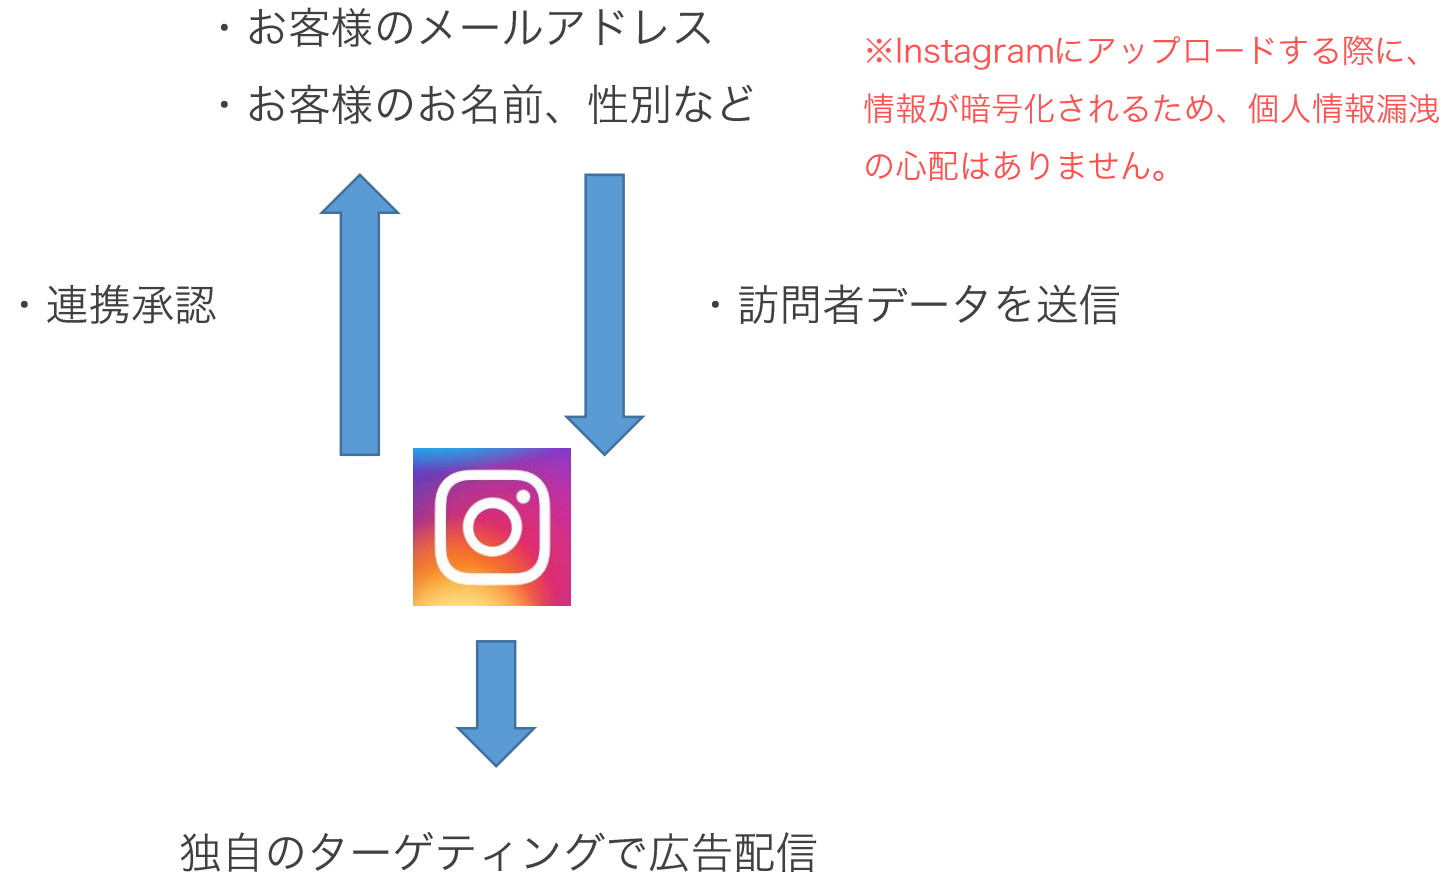 ・お客様のメールアドレス
・お客様のお名前、性別など
※Instagramにアップロードする際に、
情報が暗号化されるため、個人情報漏洩
の心配はありません。
・連携承認
・訪問者データを送信
独自のターゲティングで広告配信